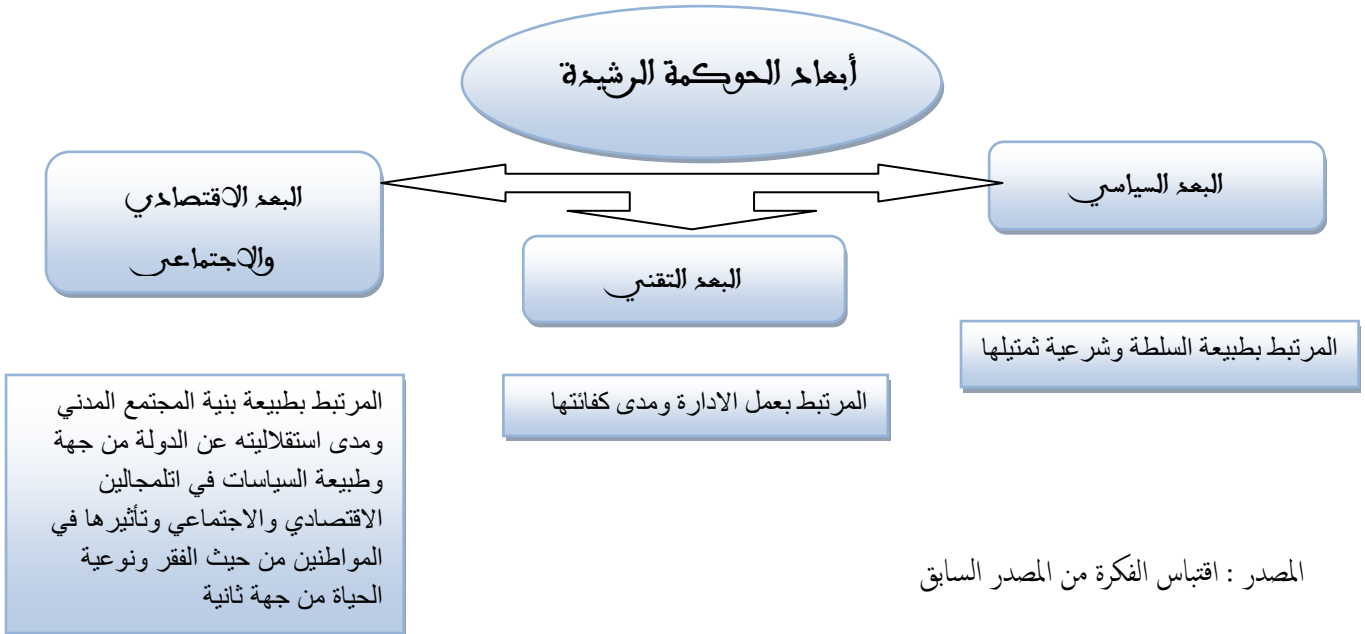 أبعاد الحوكمة الرشيدة
البعد السياسي
البعد التقني
البعد الاقتصادي
والاجتماعي
المرتبط بطبيعة السلطة وشرعية ثمتيلها
المرتبط بعمل الادارة ومدى كفائتها
المرتبط بطبيعة بنية المجتمع المدني
ومدى استقلاليته عن الدولة من جهة
وطبيعة السياسات في اتلمجالين
الاقتصادي والاجتماعي وتأثيرها في
المواطنين من حيث الفقر ونوعية
الحياة من جهة ثانية
المصدر : اقتباس الفكرة من المصدر السابق